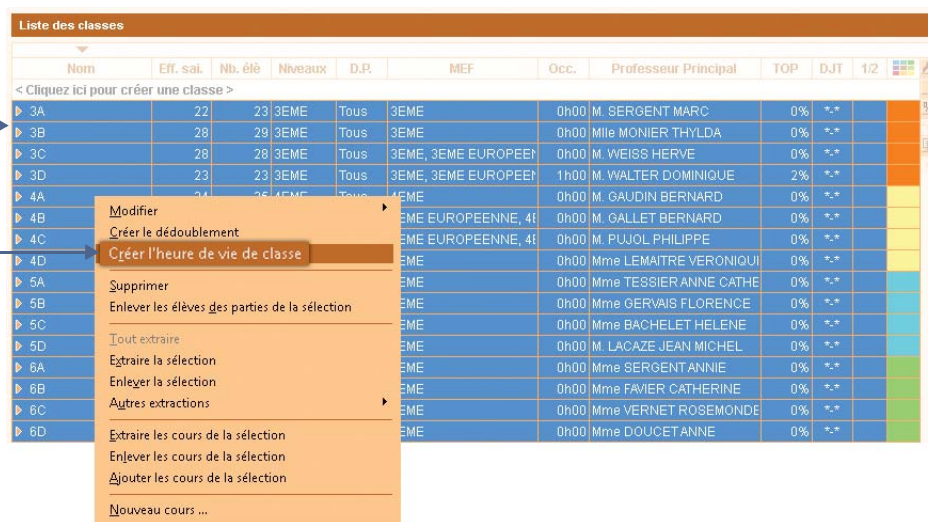 Liste des classes
Nom Eff. sai. Nb. élè Niveaux D.P. MEF Occ. Professeur Principal TOP DJT 1/2
< Cliquez ici pour créer une classe >
3A 22 23 3EME Tous 3EME 0h00 M. SERGENT MARC 0% *-*
3B 28 29 3EME Tous 3EME 0h00 Mlle MONIER THYLDA 0% *-*
3C 28 28 3EME Tous 3EME, 3EME EUROPEE 0h00 M. WEISS HERVE 0% *-*
3D 23 23 3EME Tous 3EME, 3EME EUROPEE 1h00 M. WALTER DOMINIQUE 2% *-*
4A 24 25 4EME Tous 4EME 0h00 M. GAUDIN BERNARD 0% *-*
4B EME EUROPEENNE, 4E 0h00 M. GALLET BERNARD 0% *-*
4C EME EUROPEENNE, 4E 0h00 M. PUJOL PHILIPPE 0% *-*
4D 0h00 Mme LEMAITRE VERONIQU 0% *-*
5A EME 0h00 Mme TESSIER ANNE CATHE 0% *-*
5B EME 0h00 Mme GERVAIS FLORENCE 0% *-*
5C EME 0h00 Mme BACHELET HELENE 0% *-*
5D EME 0h00 M. LACAZE JEAN MICHEL 0% *-*
6A EME 0h00 Mme SERGENT ANNIE 0% *-*
6B EME 0h00 Mme FAVIER CATHERINE 0% *-*
6C EME 0h00 Mme VERNET ROSEMONDE 0% *-*
6D EME 0h00 Mme DOUCET ANNE 0% *-*
Modifier
Créer le dédoublement
Créer l'heure de vie de classe
Supprimer
Enlever les élèves des parties de la sélection
Tout extraire
Extraire la sélection
Enlever la sélection
Autres extractions
Extraire les cours de la sélection
Enlever les cours de la sélection
Ajouter les cours de la sélection
Nouveau cours ...